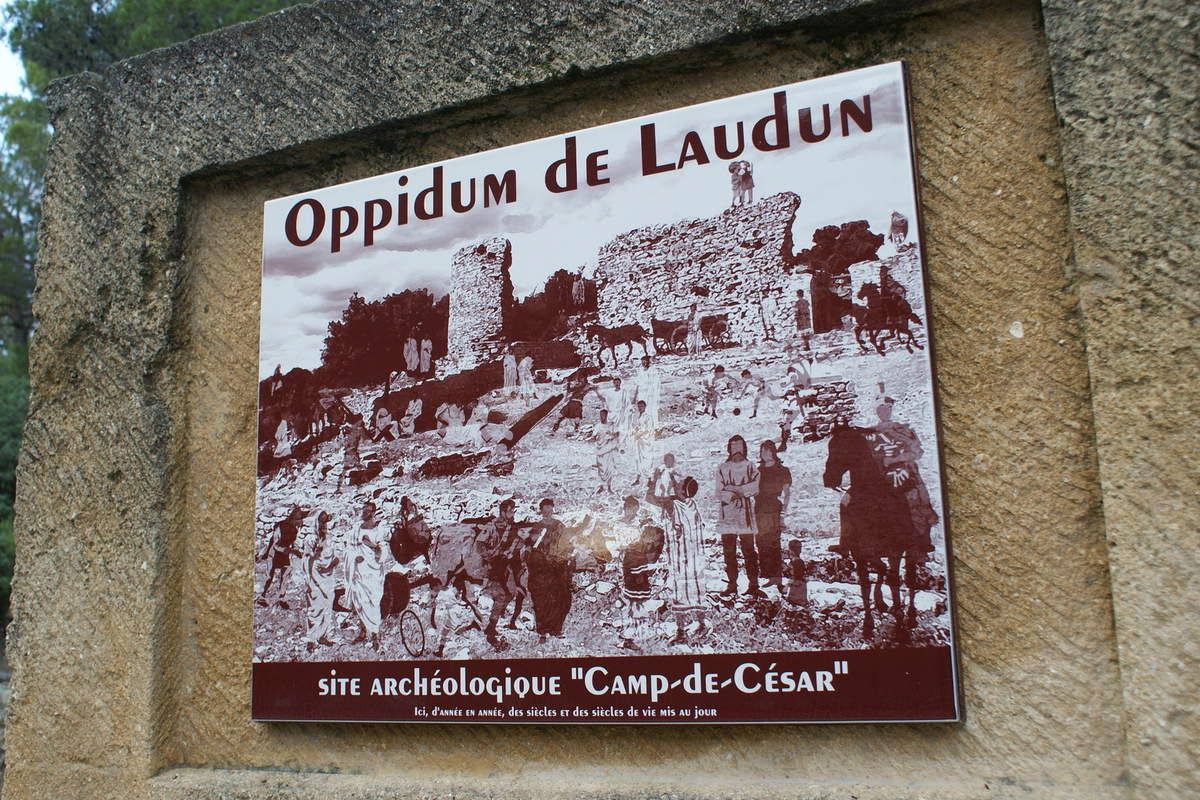 Oppidum de Laudun
site archéologique "Camp-de-César"
Ici, d'année en année, des siècles et des siècles de vie mis au jour